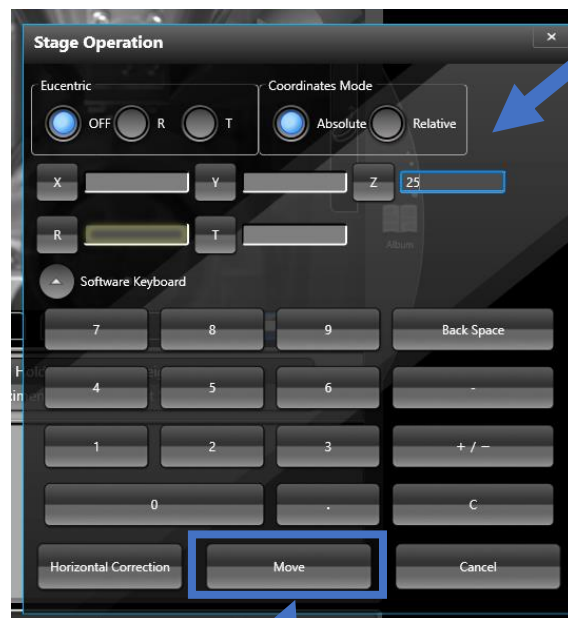 Stage Operation
×
Eucentric
Coordinates Mode
OFF R T
Absolute Relative
X Y Z 25
R T
Album
Software Keyboard
7 8 9 Back Space
4 5 6 -
1 2 3 + / −
0 . C
Horizontal Correction Move Cancel